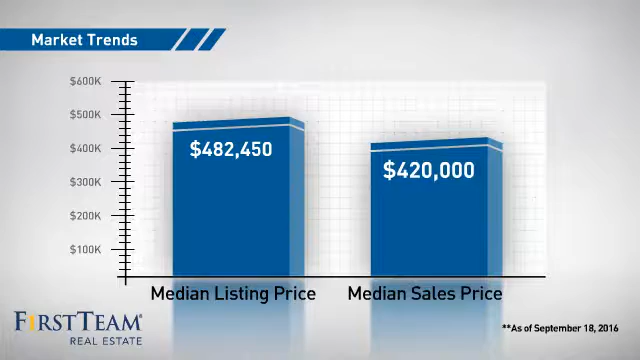 Market Trends
$600K
$500K
$400K
$300K
$200K
$100K
$482,450
$420,000
Median Listing Price
Median Sales Price
FIRSTTEAM®
REAL ESTATE
**As of September 18, 2016